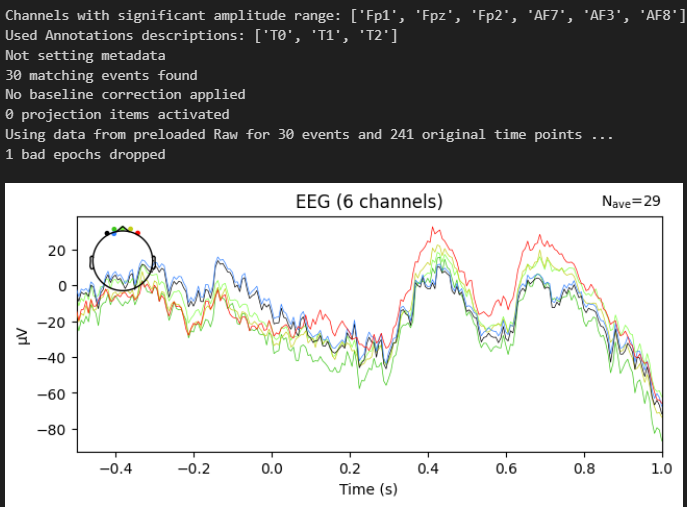 Channels with significant amplitude range: ['Fp1', 'Fpz', 'Fp2', 'AF7', 'AF3', 'AF8']
Used Annotations descriptions: ['T0', 'T1', 'T2']
Not setting metadata
30 matching events found
No baseline correction applied
0 projection items activated
Using data from preloaded Raw for 30 events and 241 original time points ...
1 bad epochs dropped
EEG (6 channels)
Nave=29
20
0
−20
−40
−60
−80
µV
−0.4 −0.2 0.0 0.2 0.4 0.6 0.8 1.0
Time (s)